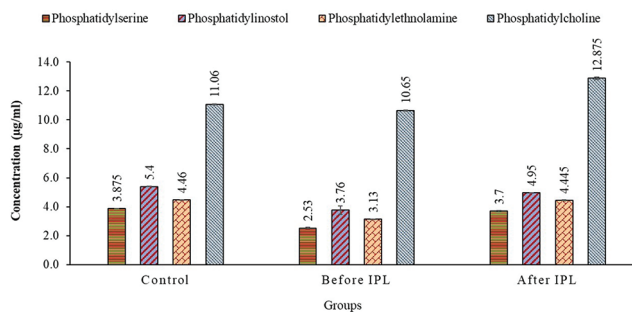 Phosphatidylserine Phosphatidylinostol Phosphatidylethnolamine Phosphatidylcholine
Concentration (µg/ml)
16.0
14.0
12.0
10.0
8.0
6.0
4.0
2.0
0.0
3.875 5.4 4.46 11.06
2.53 3.76 3.13 10.65
3.7 4.95 4.445 12.875
Control Before IPL After IPL
Groups